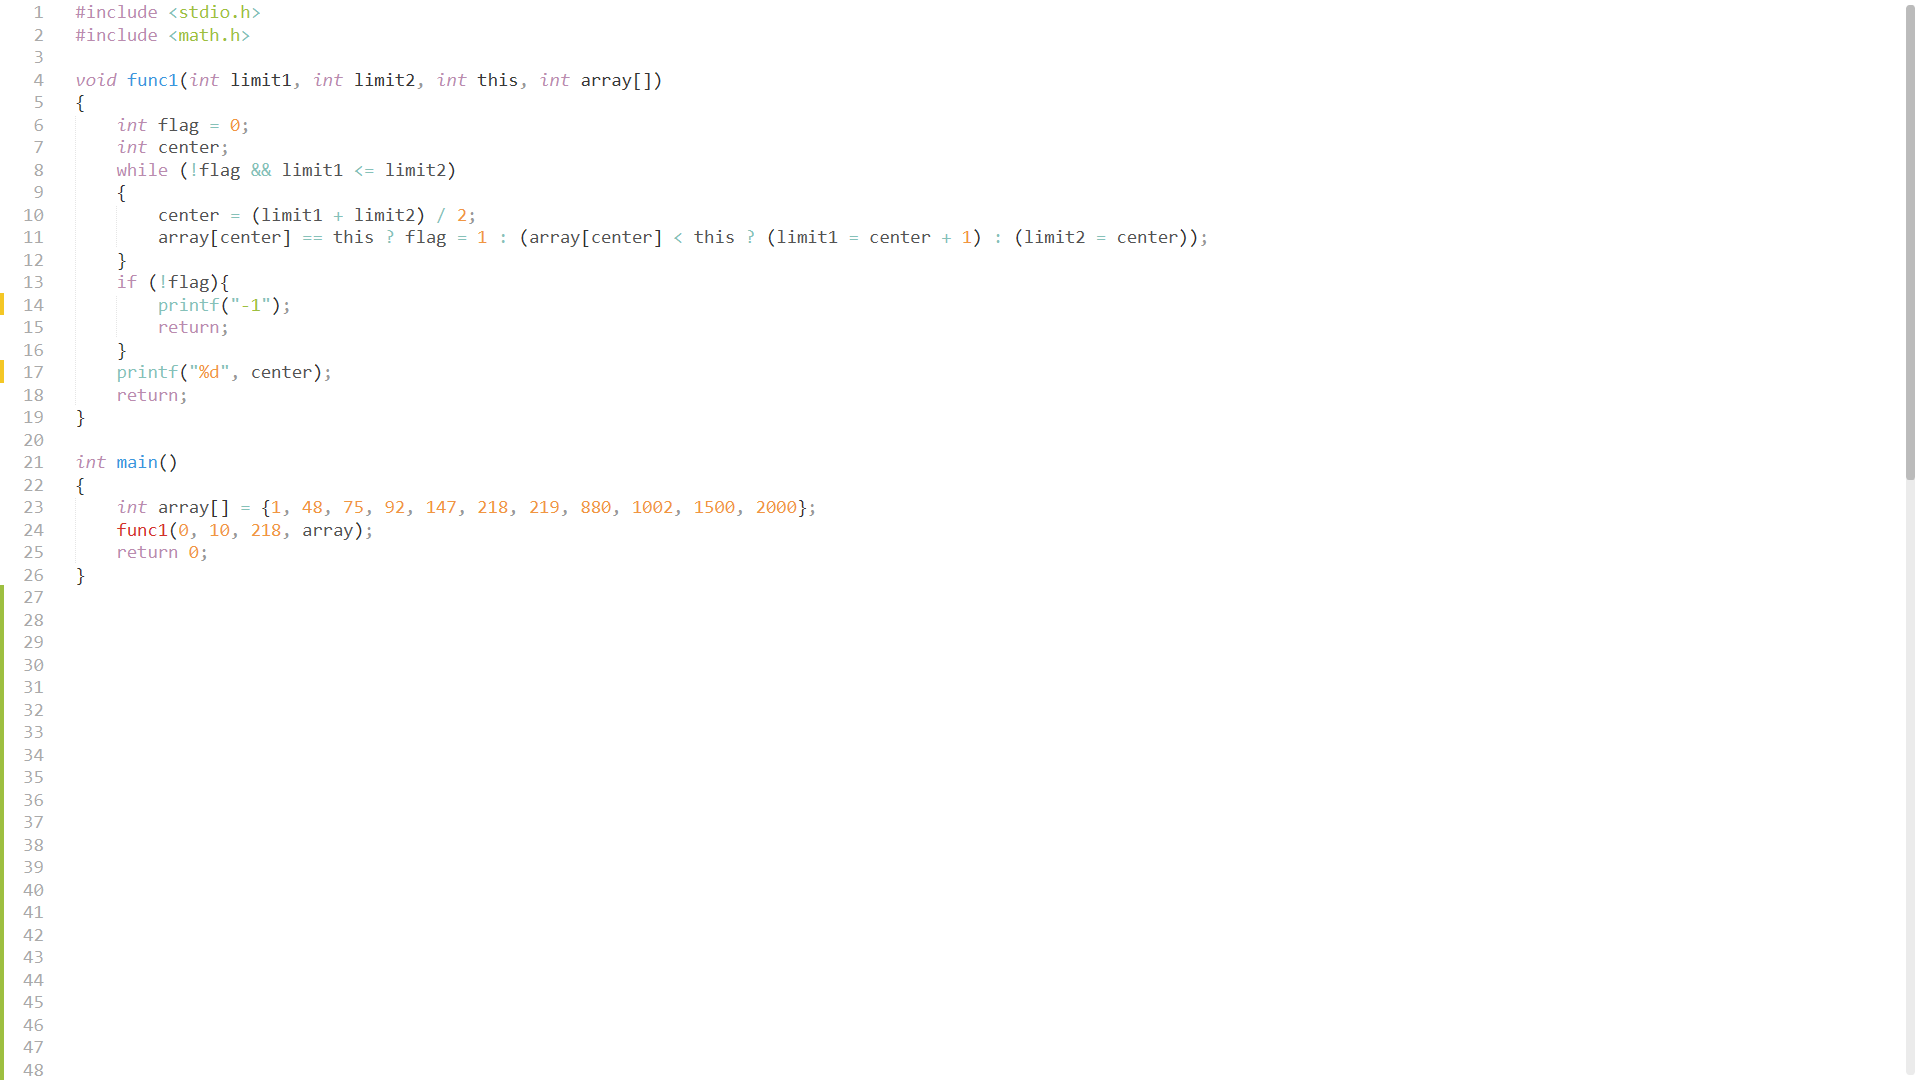 1 #include <stdio.h>
2 #include <math.h>
3
4 void func1(int limit1, int limit2, int this, int array[])
5 {
6     int flag = 0;
7     int center;
8     while (!flag && limit1 <= limit2)
9     {
10         center = (limit1 + limit2) / 2;
11         array[center] == this ? flag = 1 : (array[center] < this ? (limit1 = center + 1) : (limit2 = center));
12     }
13     if (!flag){
14         printf("-1");
15         return;
16     }
17     printf("%d", center);
18     return;
19 }
20
21 int main()
22 {
23     int array[] = {1, 48, 75, 92, 147, 218, 219, 880, 1002, 1500, 2000};
24     func1(0, 10, 218, array);
25     return 0;
26 }
27
28
29
30
31
32
33
34
35
36
37
38
39
40
41
42
43
44
45
46
47
48